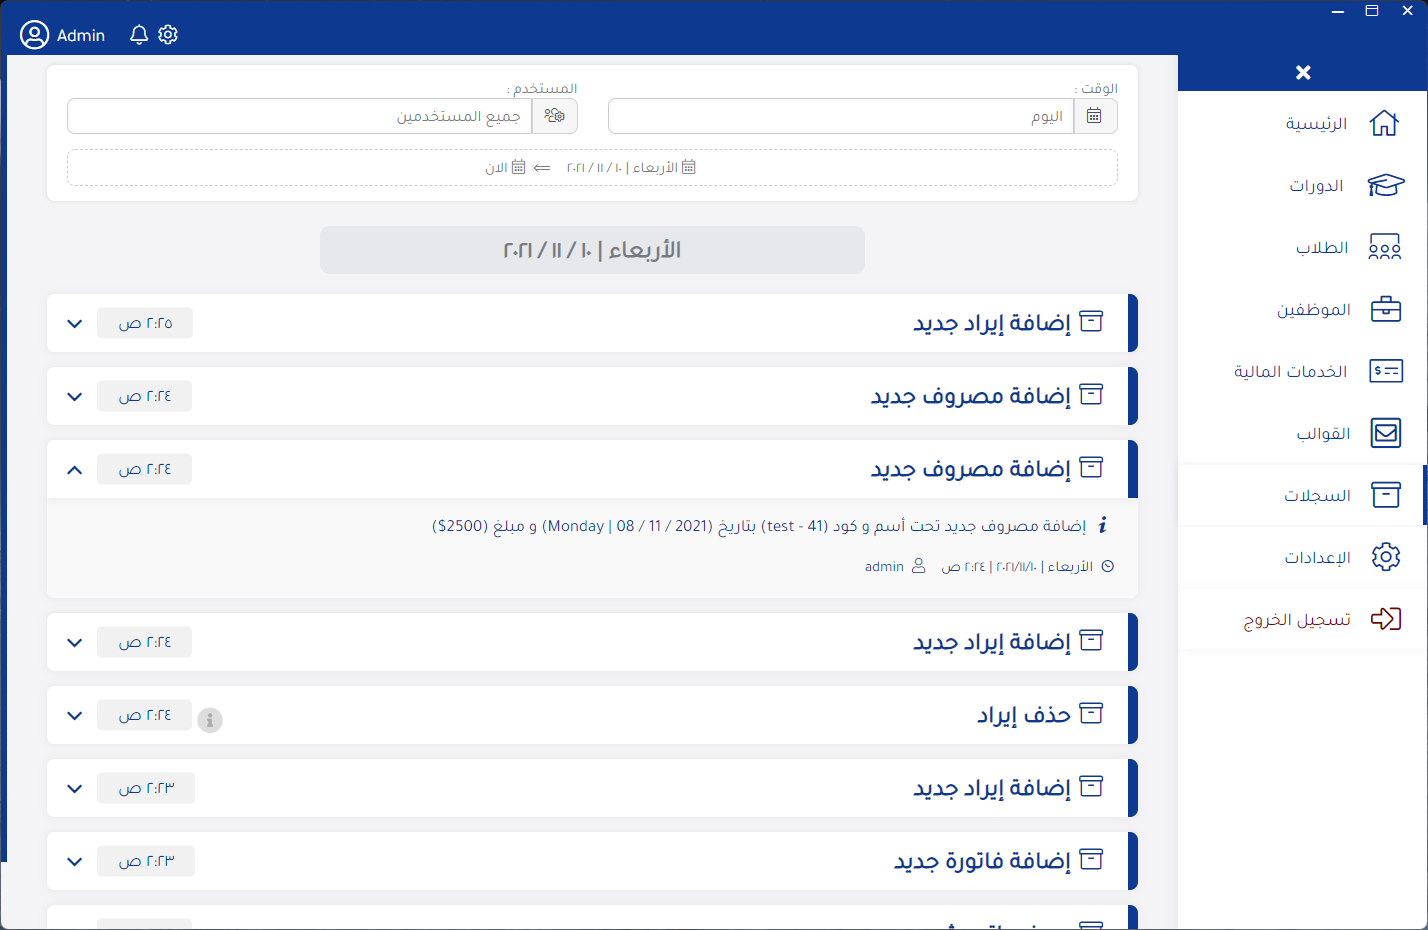 Admin
الرئيسية
الدورات
الطلاب
الموظفين
الخدمات المالية
القوالب
السجلات
الإعدادات
تسجيل الخروج
الوقت :
اليوم
المستخدم :
جميع المستخدمين
الأربعاء | ١٠ / ١١ / ٢٠٢١ ⇐ الان
الأربعاء | ١٠ / ١١ / ٢٠٢١
إضافة إيراد جديد ٢:٢٥ ص
إضافة مصروف جديد ٢:٢٤ ص
إضافة مصروف جديد ٢:٢٤ ص
إضافة مصروف جديد تحت أسم و كود (test - 41) بتاريخ (Monday | 08 / 11 / 2021) و مبلغ (2500$)
الأربعاء | ٢٠٢١/١١/١٠ | ٢:٢٤ ص admin
إضافة إيراد جديد ٢:٢٤ ص
حذف إيراد ٢:٢٤ ص
إضافة إيراد جديد ٢:٢٣ ص
إضافة فاتورة جديد ٢:٢٣ ص